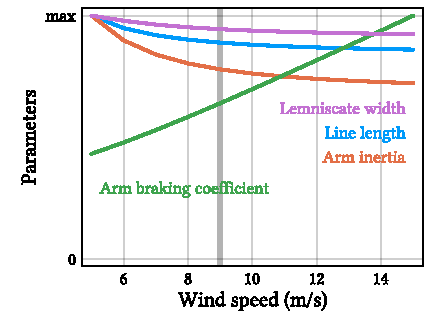 max
Parameters
Lemniscate width
Line length
Arm inertia
Arm braking coefficient
0
6 8 10 12 14
Wind speed (m/s)